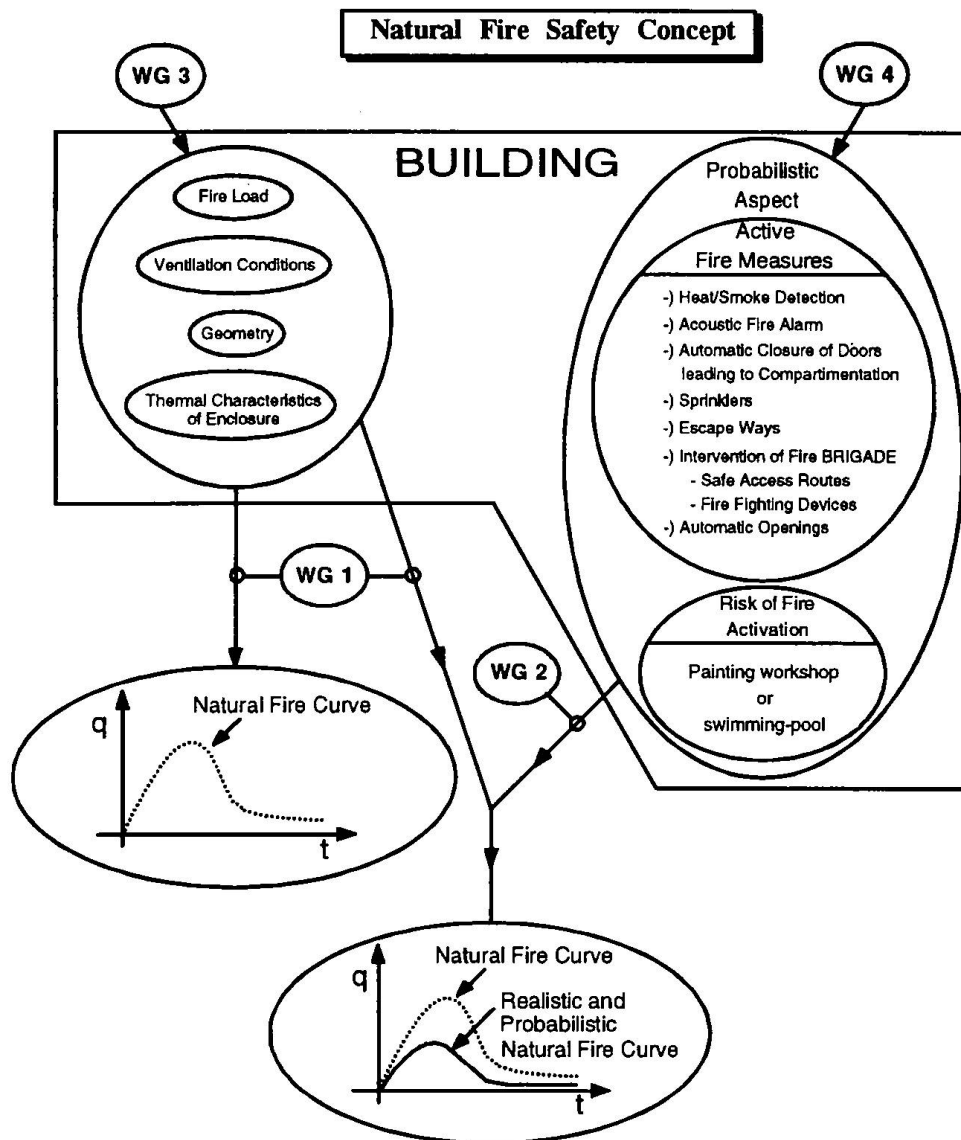 Natural Fire Safety Concept
WG 3
WG 4
BUILDING
Fire Load
Ventilation Conditions
Geometry
Thermal Characteristics
of Enclosure
Probabilistic
Aspect
Active
Fire Measures
-) Heat/Smoke Detection
-) Acoustic Fire Alarm
-) Automatic Closure of Doors
leading to Compartimentation
-) Sprinklers
-) Escape Ways
-) Intervention of Fire BRIGADE
- Safe Access Routes
- Fire Fighting Devices
-) Automatic Openings
Risk of Fire
Activation
Painting workshop
or
swimming-pool
WG 1
WG 2
Natural Fire Curve
q
t
Natural Fire Curve
q
Realistic and
Probabilistic
Natural Fire Curve
t